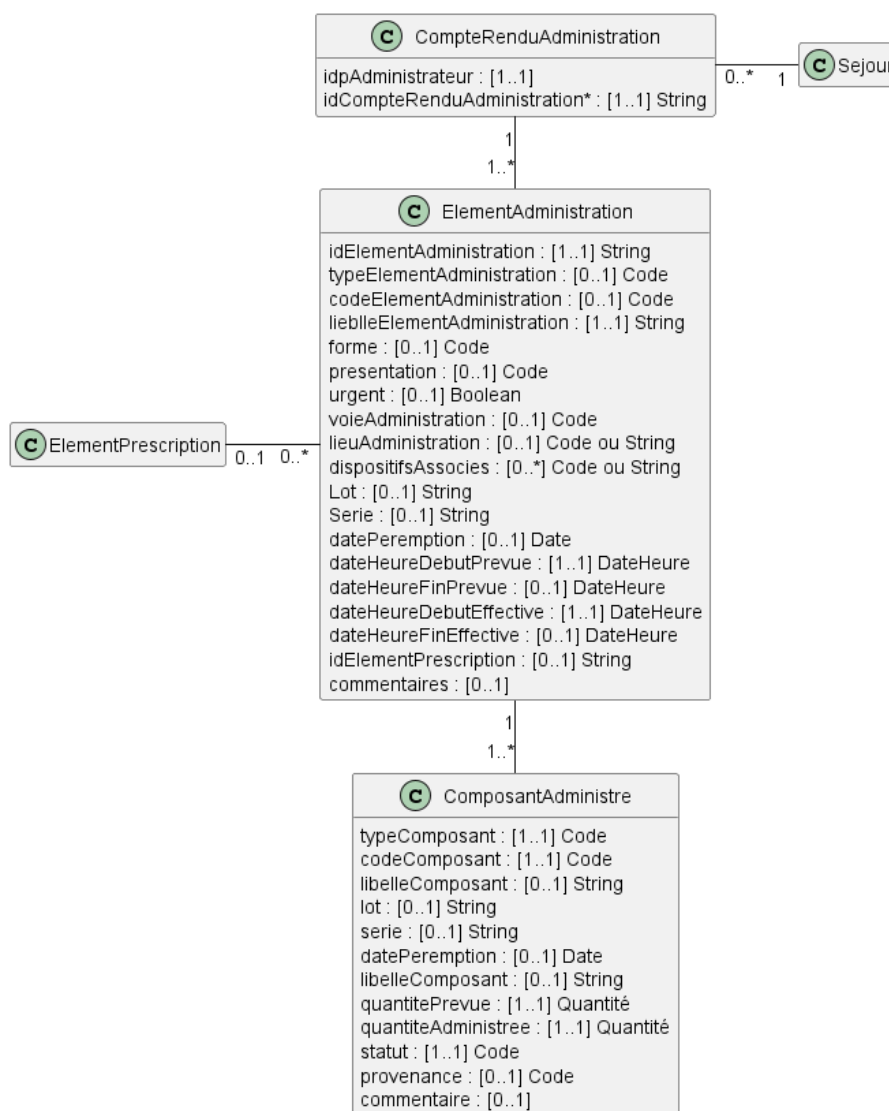 C CompteRenduAdministration
idpAdministrateur : [1..1]
idCompteRenduAdministration* : [1..1] String
0..* 1
C Sejour
1
1..*
C ElementAdministration
idElementAdministration : [1..1] String
typeElementAdministration : [0..1] Code
codeElementAdministration : [0..1] Code
lieblleElementAdministration : [1..1] String
forme : [0..1] Code
presentation : [0..1] Code
urgent : [0..1] Boolean
voieAdministration : [0..1] Code
lieuAdministration : [0..1] Code ou String
dispositifsAssocies : [0..*] Code ou String
Lot : [0..1] String
Serie : [0..1] String
datePeremption : [0..1] Date
dateHeureDebutPrevue : [1..1] DateHeure
dateHeureFinPrevue : [0..1] DateHeure
dateHeureDebutEffective : [1..1] DateHeure
dateHeureFinEffective : [0..1] DateHeure
idElementPrescription : [0..1] String
commentaires : [0..1]
C ElementPrescription
0..1 0..*
1
1..*
C ComposantAdministre
typeComposant : [1..1] Code
codeComposant : [1..1] Code
libelleComposant : [0..1] String
lot : [0..1] String
serie : [0..1] String
datePeremption : [0..1] Date
libelleComposant : [0..1] String
quantitePrevue : [1..1] Quantité
quantiteAdministree : [1..1] Quantité
statut : [1..1] Code
provenance : [0..1] Code
commentaire : [0..1]